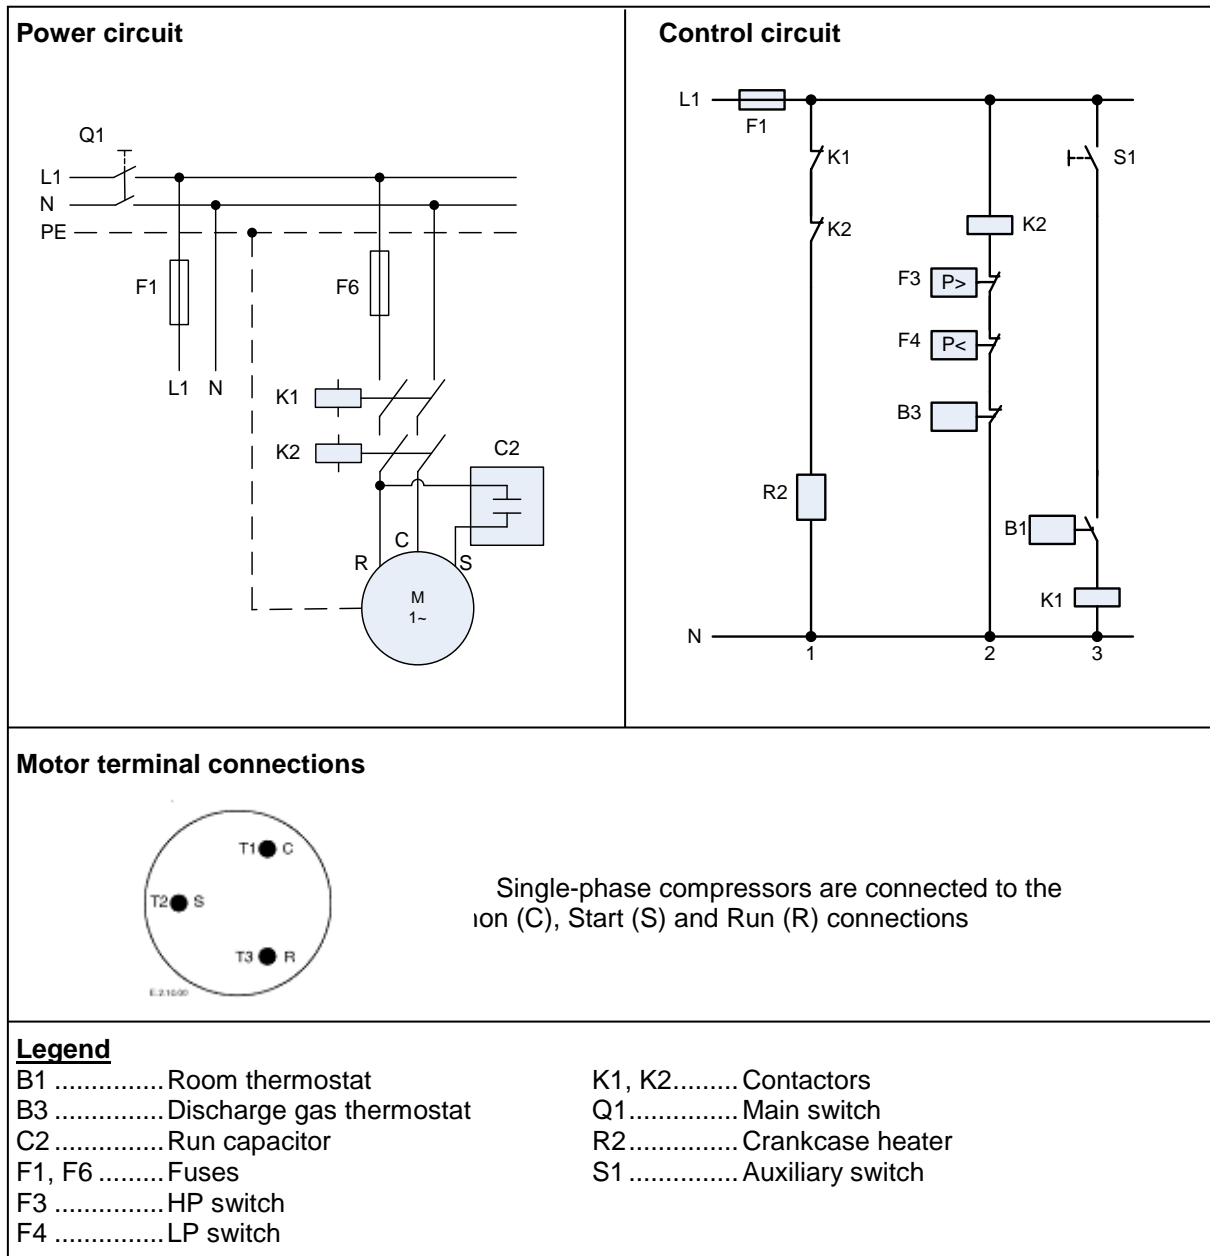 Power circuit
Q1
L1
N
PE
F1
F6
L1 N
K1
K2
C2
C
R
S
M
1~
Control circuit
L1
F1
K1
S1
K2
K2
F3 P>
F4 P<
B3
R2
B1
K1
N
1 2 3
Motor terminal connections
T1 C
T2 S
T3 R
Single-phase compressors are connected to the
(C), Start (S) and Run (R) connections
Legend
B1 ............... Room thermostat
B3 ............... Discharge gas thermostat
C2 ............... Run capacitor
F1, F6 ......... Fuses
F3 ............... HP switch
F4 ............... LP switch
K1, K2......... Contactors
Q1............... Main switch
R2............... Crankcase heater
S1 ............... Auxiliary switch